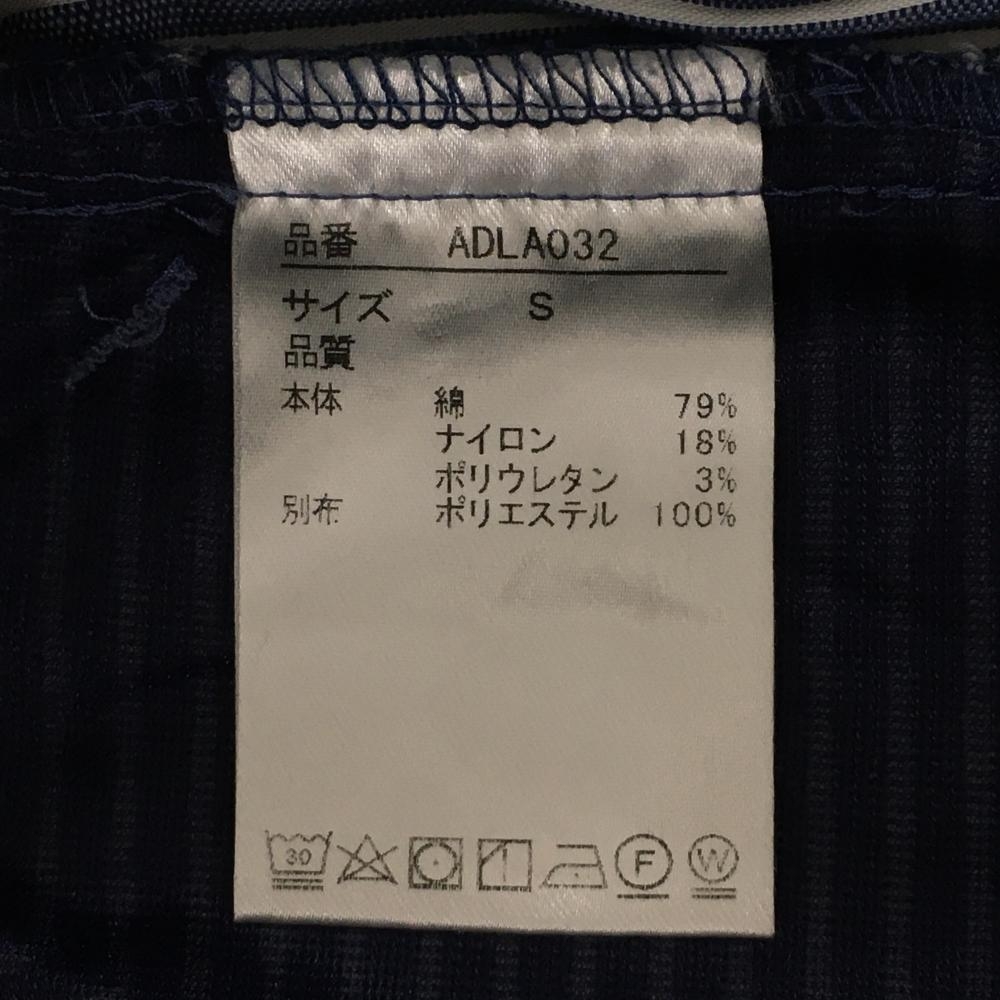 品番 ADLA032
サイズ S
品質
本体 綿 79%
ナイロン 18%
ポリウレタン 3%
別布 ポリエステル 100%
30 F W